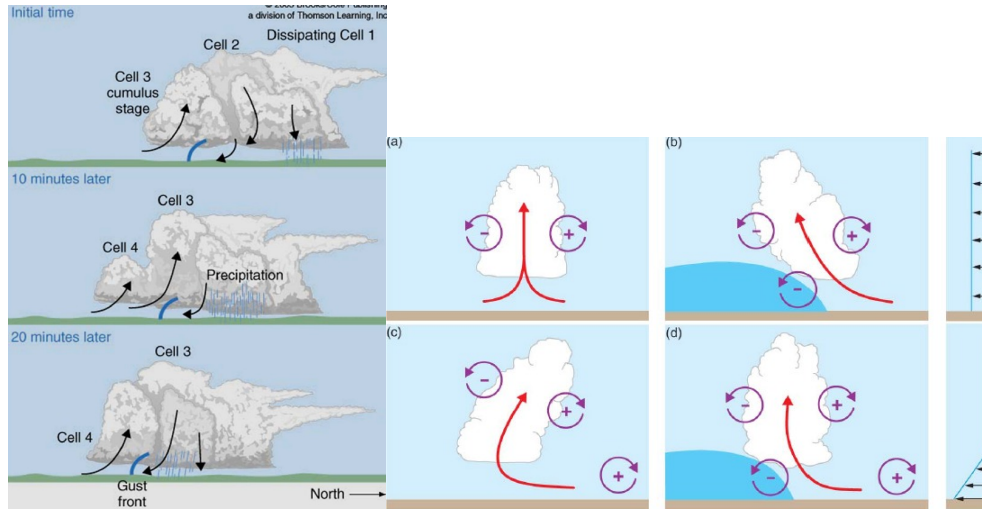 Initial time
a division of Thomson Learning, Inc
Dissipating Cell 1
Cell 2
Cell 3
cumulus
stage
10 minutes later
Cell 3
Cell 4
Precipitation
20 minutes later
Cell 3
Cell 4
Gust
front
North
(a)
-
+
(b)
-
+
-
(c)
-
+
+
(d)
-
+
-
+